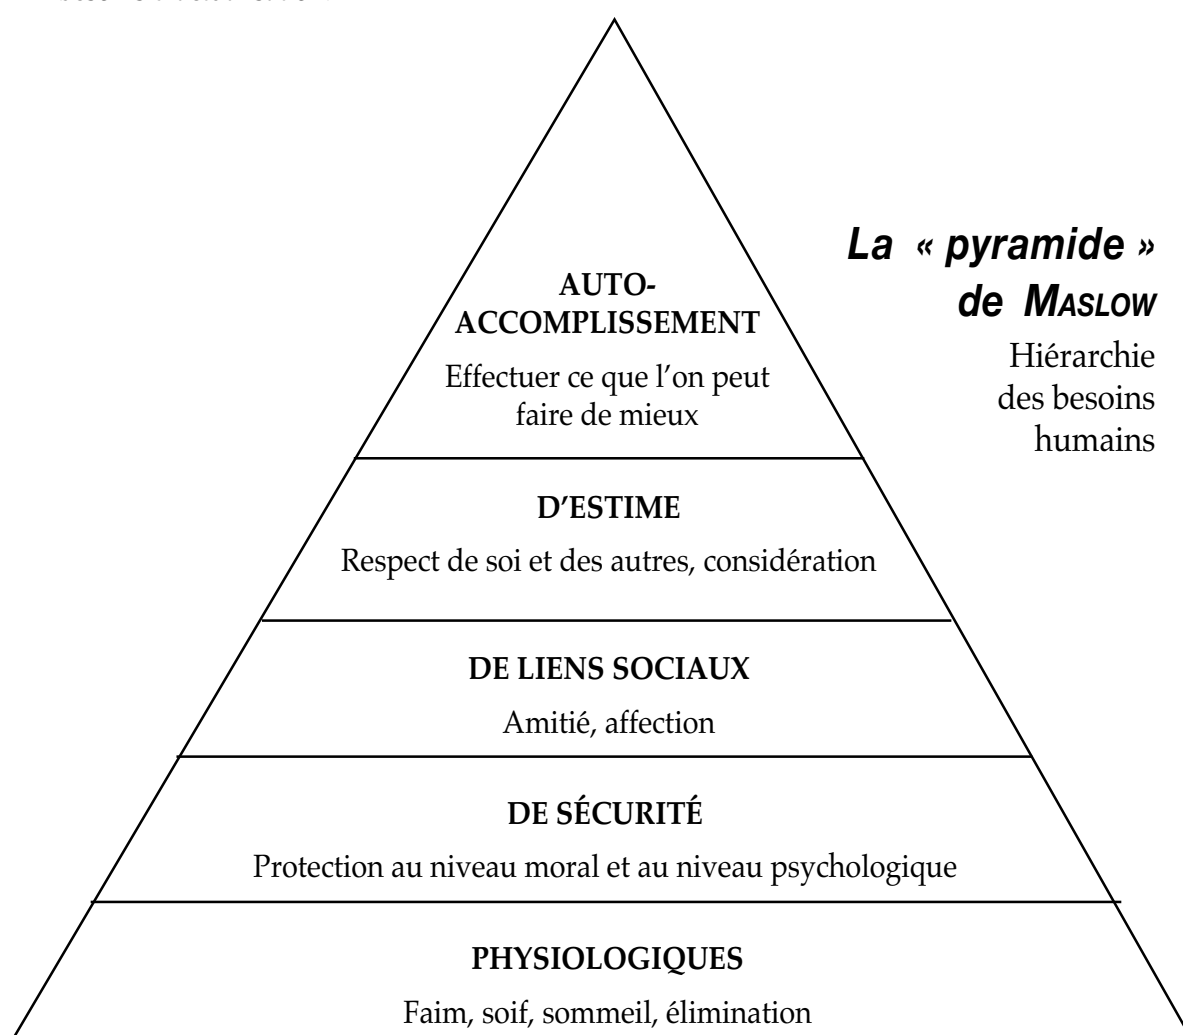 La « pyramide »
de MASLOW
Hiérarchie
des besoins
humains
AUTO-
ACCOMPLISSEMENT
Effectuer ce que l’on peut
faire de mieux
D’ESTIME
Respect de soi et des autres, considération
DE LIENS SOCIAUX
Amitié, affection
DE SÉCURITÉ
Protection au niveau moral et au niveau psychologique
PHYSIOLOGIQUES
Faim, soif, sommeil, élimination